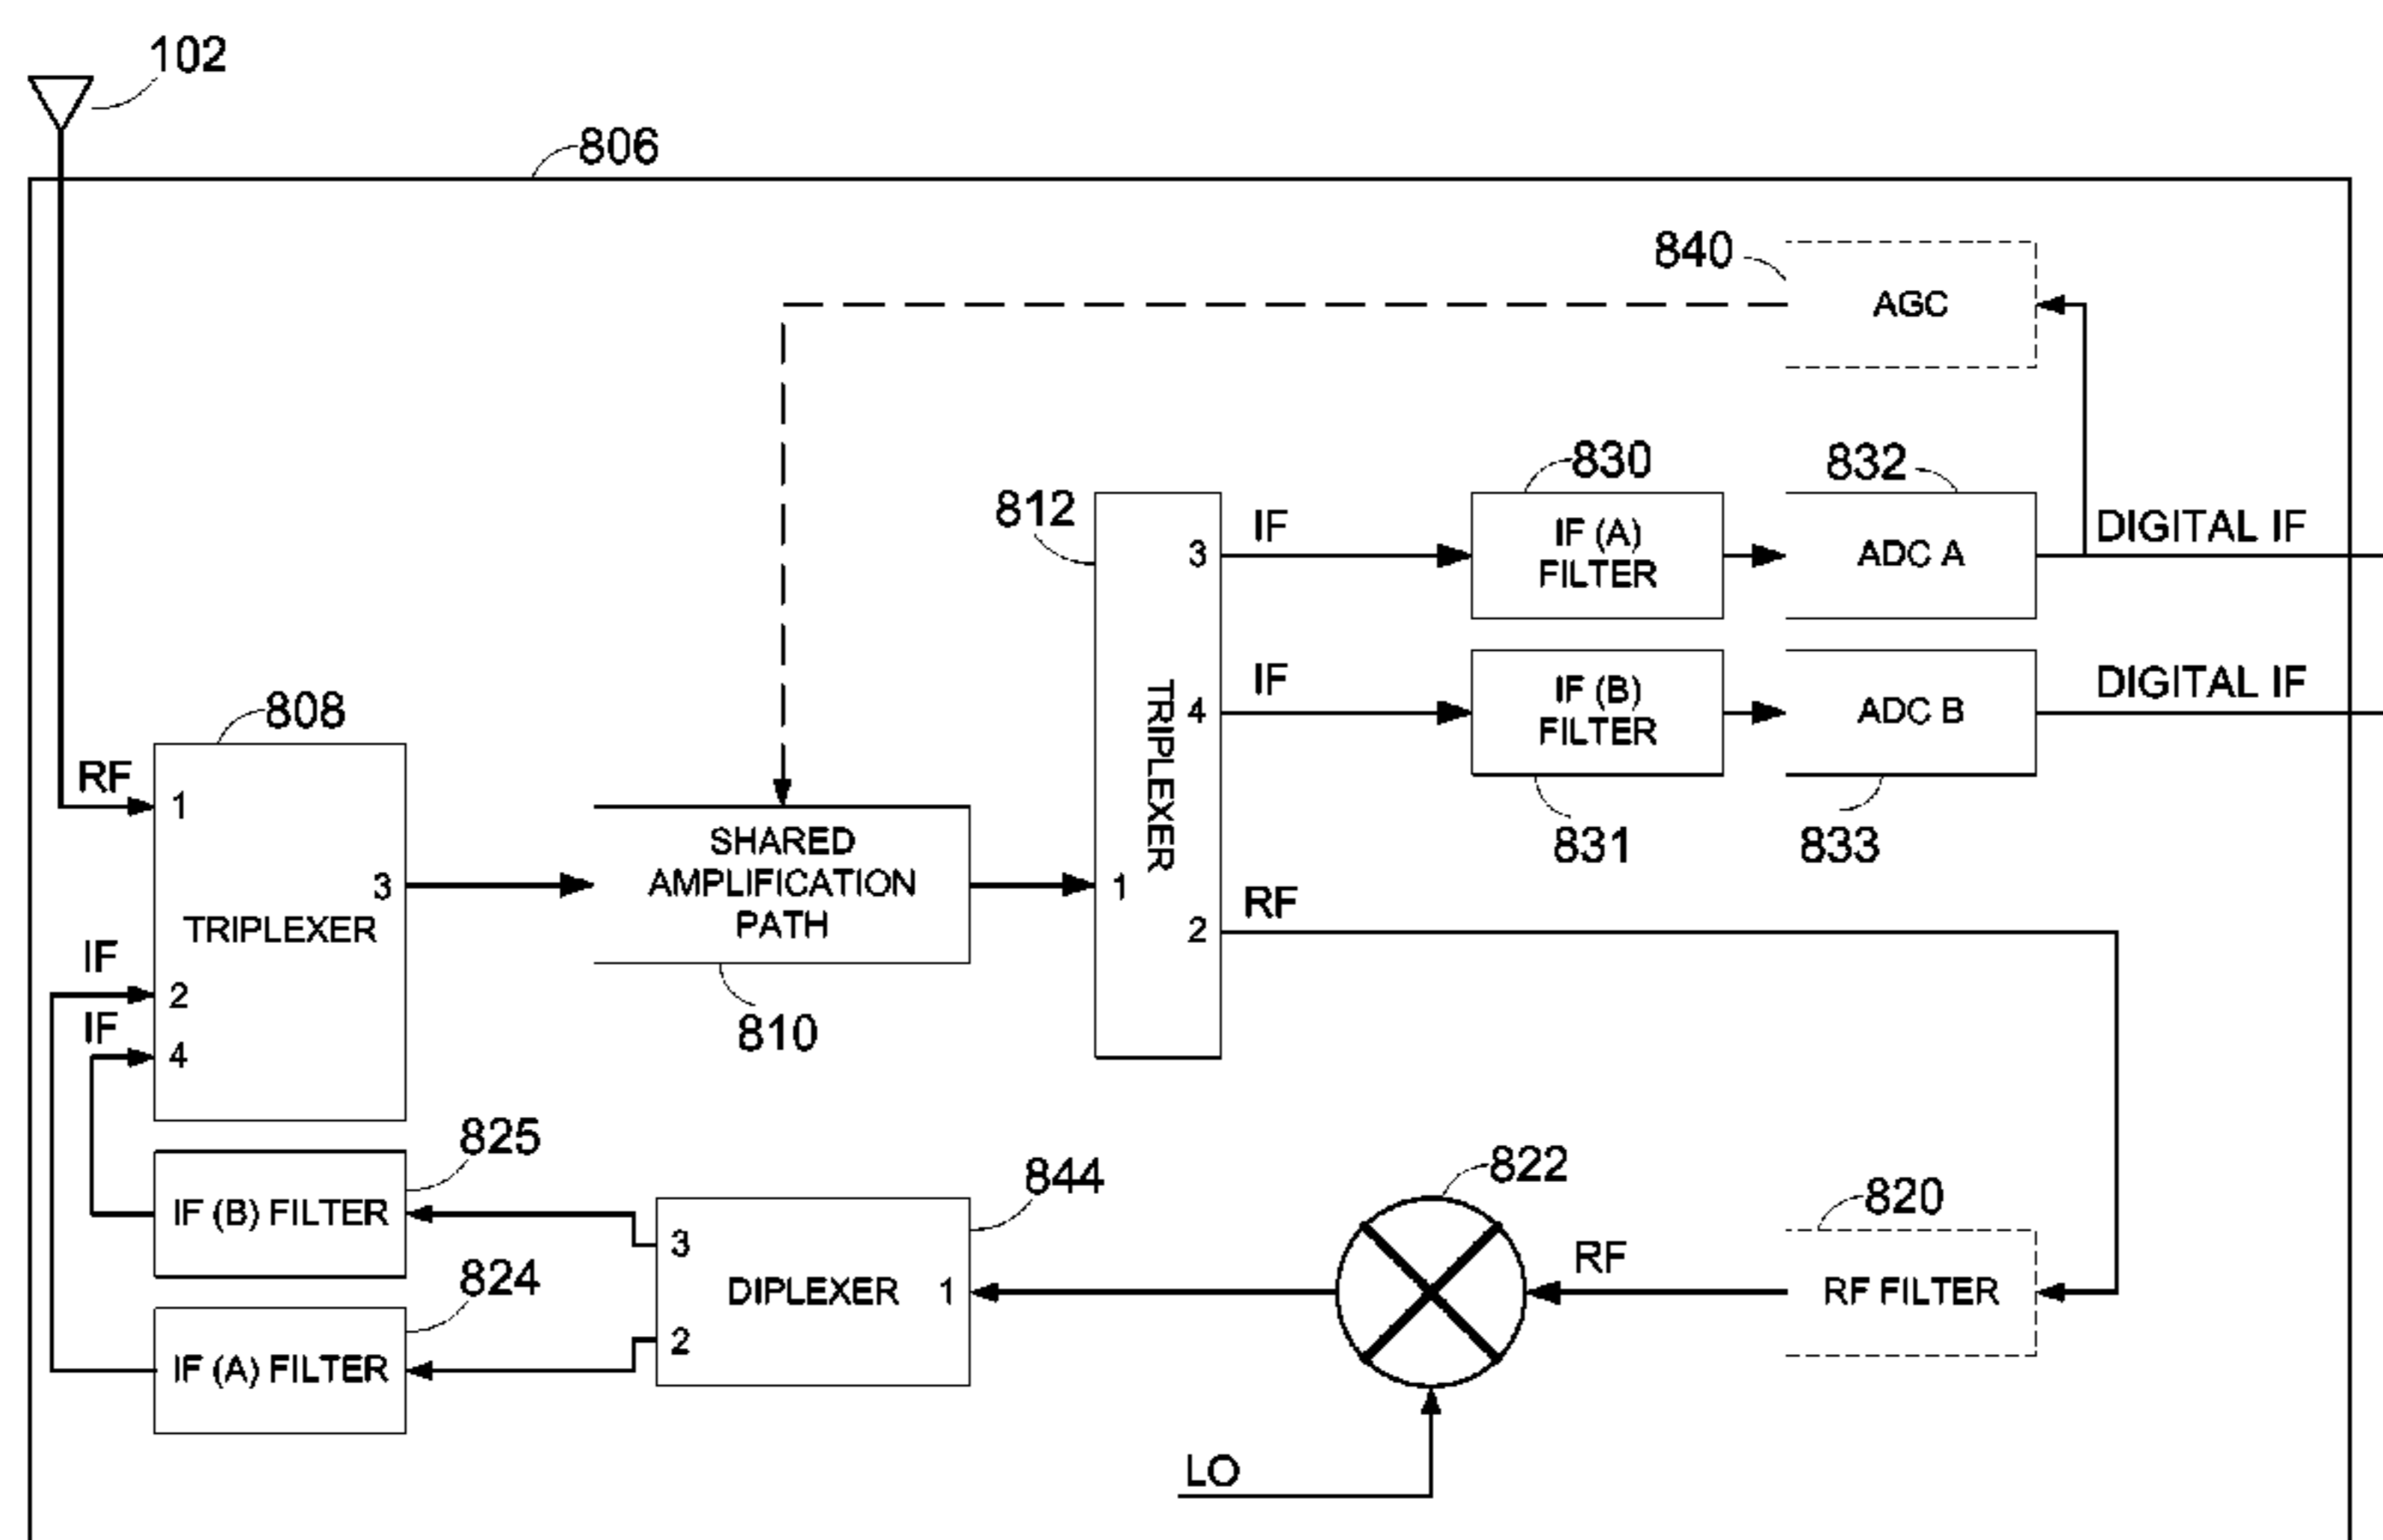 102
806
840
AGC
830
832
812
IF
IF (A)
FILTER
ADC A
DIGITAL IF
3
IF
IF (B)
FILTER
ADC B
DIGITAL IF
4
TRIPLEXER
831
833
808
RF
1
3
TRIPLEXER
IF
2
IF
4
SHARED
AMPLIFICATION
PATH
810
1
RF
2
825
IF (B) FILTER
824
IF (A) FILTER
844
3
DIPLEXER
1
2
822
RF
820
RF FILTER
LO